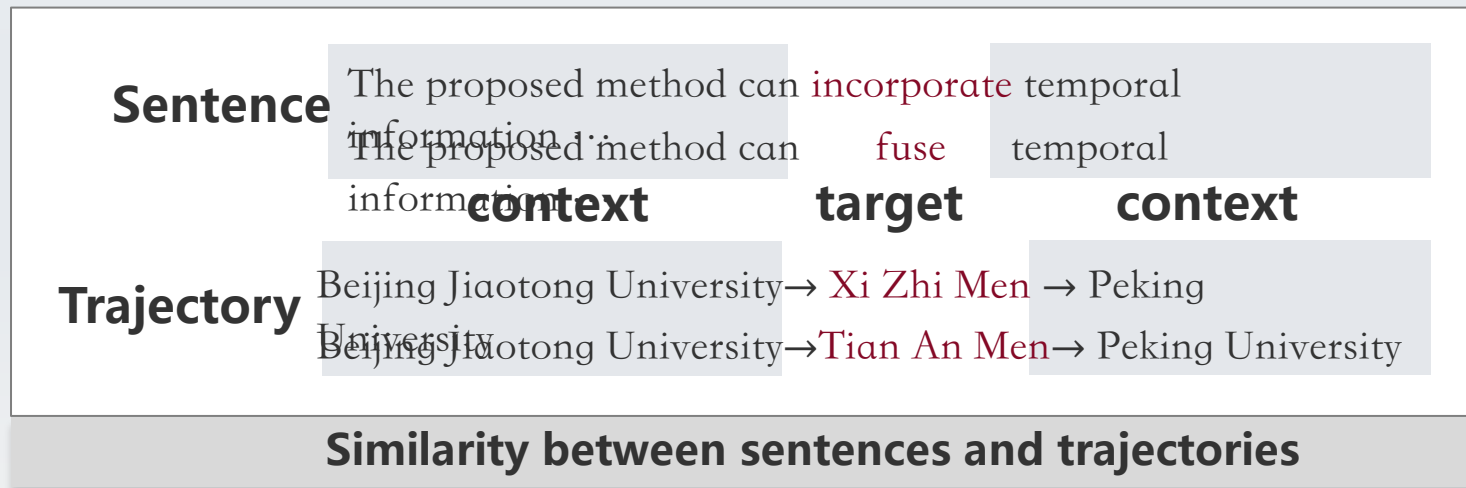 Sentence
The proposed method can incorporate temporal
information …
The proposed method can fuse temporal
information …
context target context
Trajectory
Beijing Jiaotong University→ Xi Zhi Men → Peking
University
Beijing Jiaotong University→Tian An Men→ Peking University
Similarity between sentences and trajectories